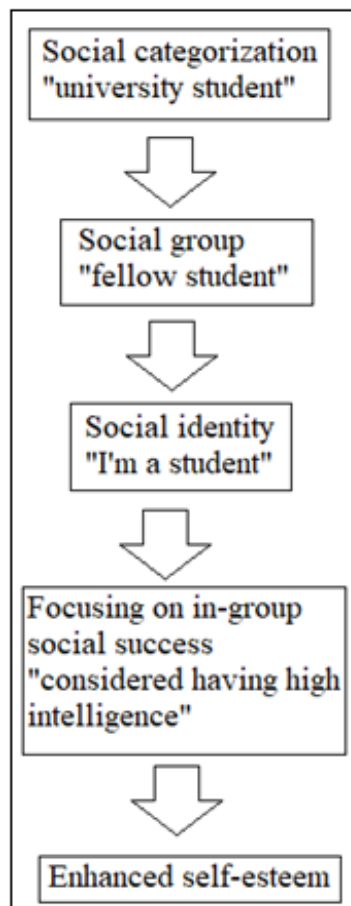 Social categorization
"university student"
Social group
"fellow student"
Social identity
"I'm a student"
Focusing on in-group
social success
"considered having high
intelligence"
Enhanced self-esteem